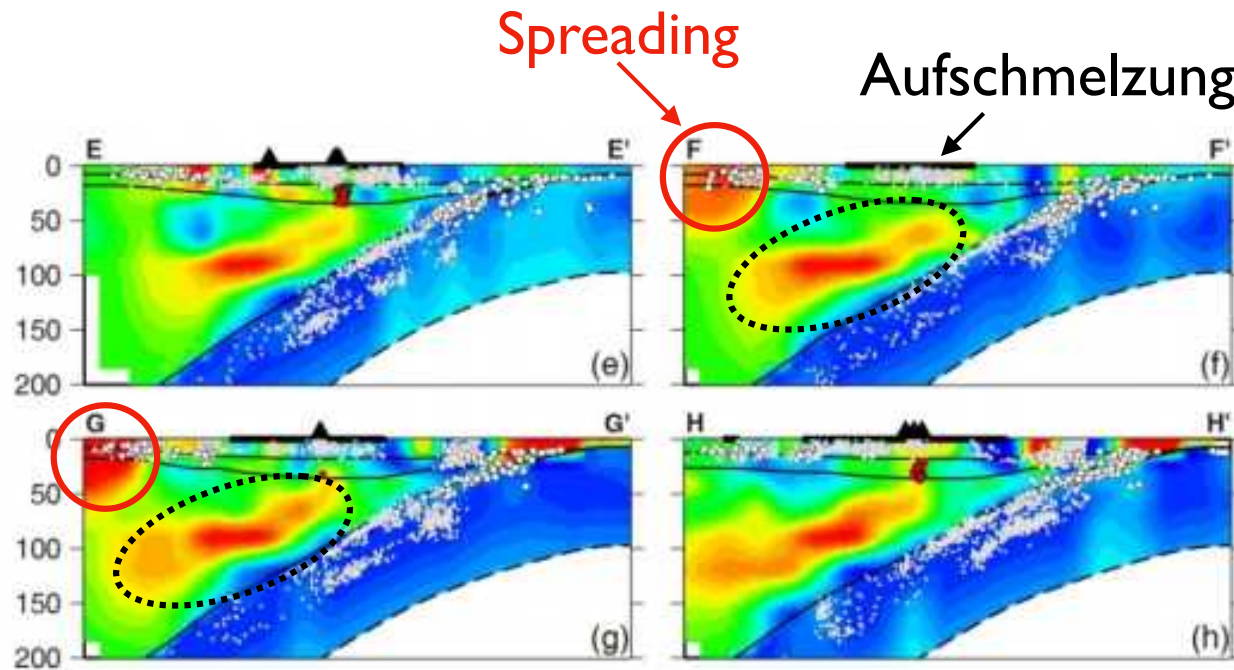 Spreading
Aufschmelzung
E E' F F'
0
50
100
150
200
(e) (f)
G G' H H'
0
50
100
150
200
(g) (h)